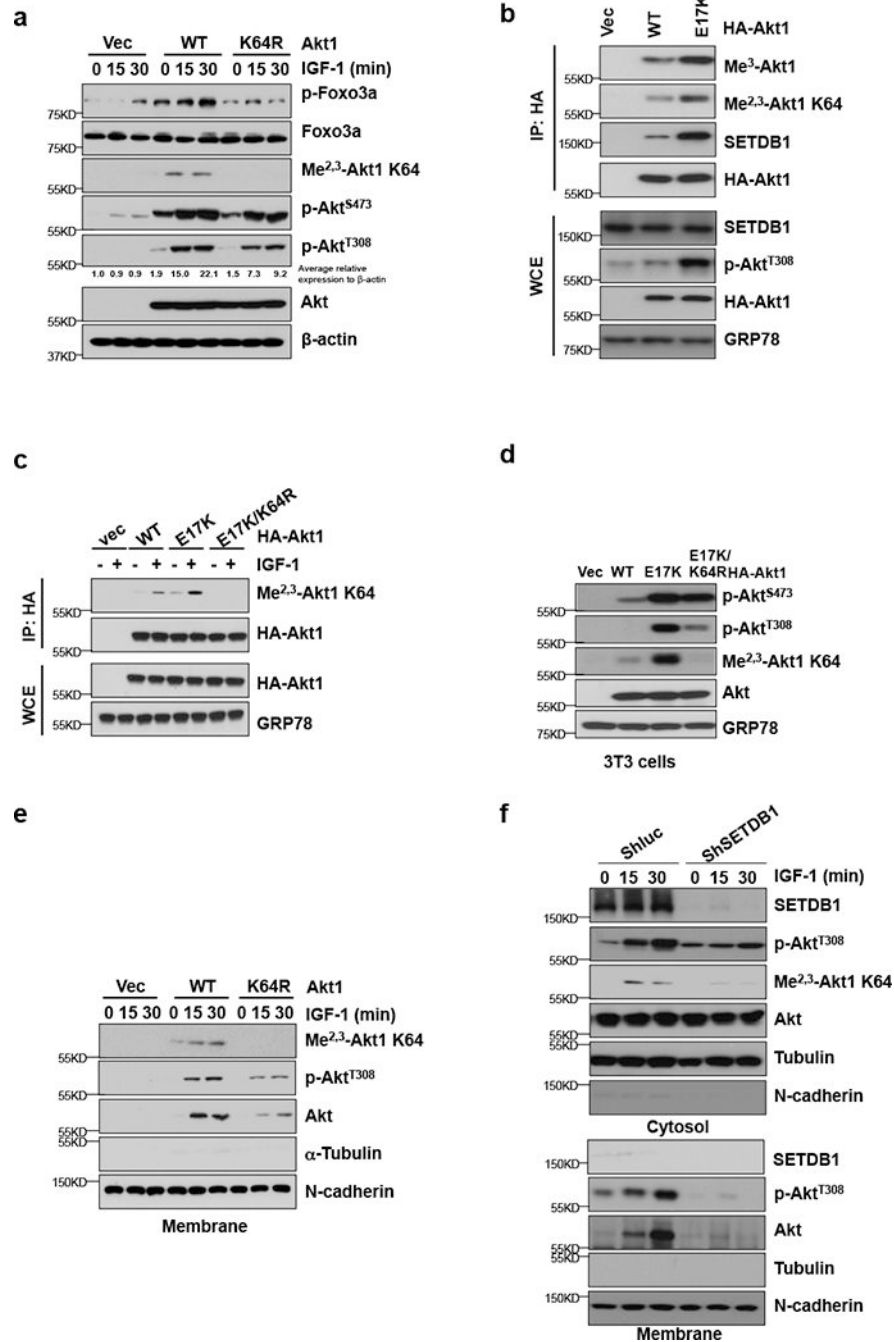 a
Vec WT K64R Akt1
0 15 30 0 15 30 0 15 30 IGF-1 (min)
p-Foxo3a
75KD
Foxo3a
75KD
Me2,3-Akt1 K64
55KD
p-AktS473
55KD
p-AktT308
55KD
1.0 0.9 0.9 1.9 15.0 22.1 1.5 7.3 9.2 Average relative
expression to β-actin
Akt
55KD
β-actin
37KD
b
Vec WT E17K HA-Akt1
IP: HA
Me3-Akt1
55KD
Me2,3-Akt1 K64
55KD
SETDB1
150KD
HA-Akt1
55KD
WCE
SETDB1
150KD
p-AktT308
55KD
HA-Akt1
55KD
GRP78
75KD
c
vec WT E17K E17K/K64R HA-Akt1
- + - + - + - + IGF-1
IP: HA
Me2,3-Akt1 K64
55KD
HA-Akt1
55KD
WCE
HA-Akt1
55KD
GRP78
55KD
d
E17K/
Vec WT E17K K64R HA-Akt1
p-AktS473
55KD
p-AktT308
55KD
Me2,3-Akt1 K64
55KD
Akt
55KD
GRP78
75KD
3T3 cells
e
Vec WT K64R Akt1
0 15 30 0 15 30 0 15 30 IGF-1 (min)
Me2,3-Akt1 K64
55KD
p-AktT308
55KD
Akt
55KD
55KD
α-Tubulin
150KD
N-cadherin
Membrane
f
Shluc ShSETDB1
0 15 30 0 15 30 IGF-1 (min)
SETDB1
150KD
p-AktT308
55KD
Me2,3-Akt1 K64
55KD
Akt
55KD
55KD
Tubulin
150KD
N-cadherin
Cytosol
SETDB1
150KD
p-AktT308
55KD
Akt
55KD
55KD
Tubulin
150KD
N-cadherin
Membrane